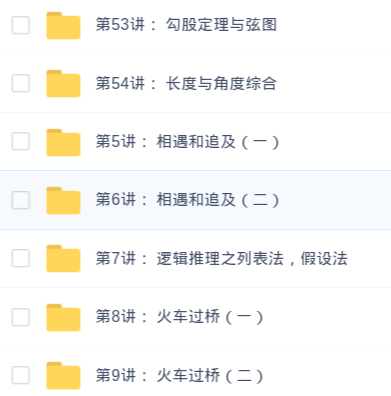 第53讲：勾股定理与弦图
第54讲：长度与角度综合
第5讲：相遇和追及（一）
第6讲：相遇和追及（二）
第7讲：逻辑推理之列表法，假设法
第8讲：火车过桥（一）
第9讲：火车过桥（二）